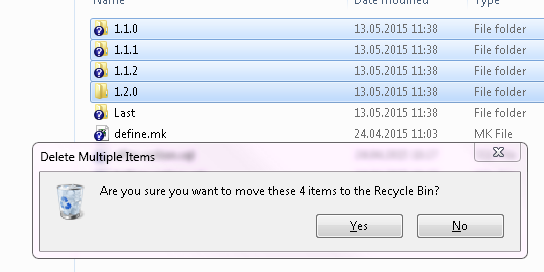 Name Date modified Type
1.1.0 13.05.2015 11:38 File folder
1.1.1 13.05.2015 11:38 File folder
1.1.2 13.05.2015 11:38 File folder
1.2.0 13.05.2015 11:38 File folder
Last 13.05.2015 11:38 File folder
define.mk 24.04.2015 11:03 MK File
Delete Multiple Items
Are you sure you want to move these 4 items to the Recycle Bin?
Yes No